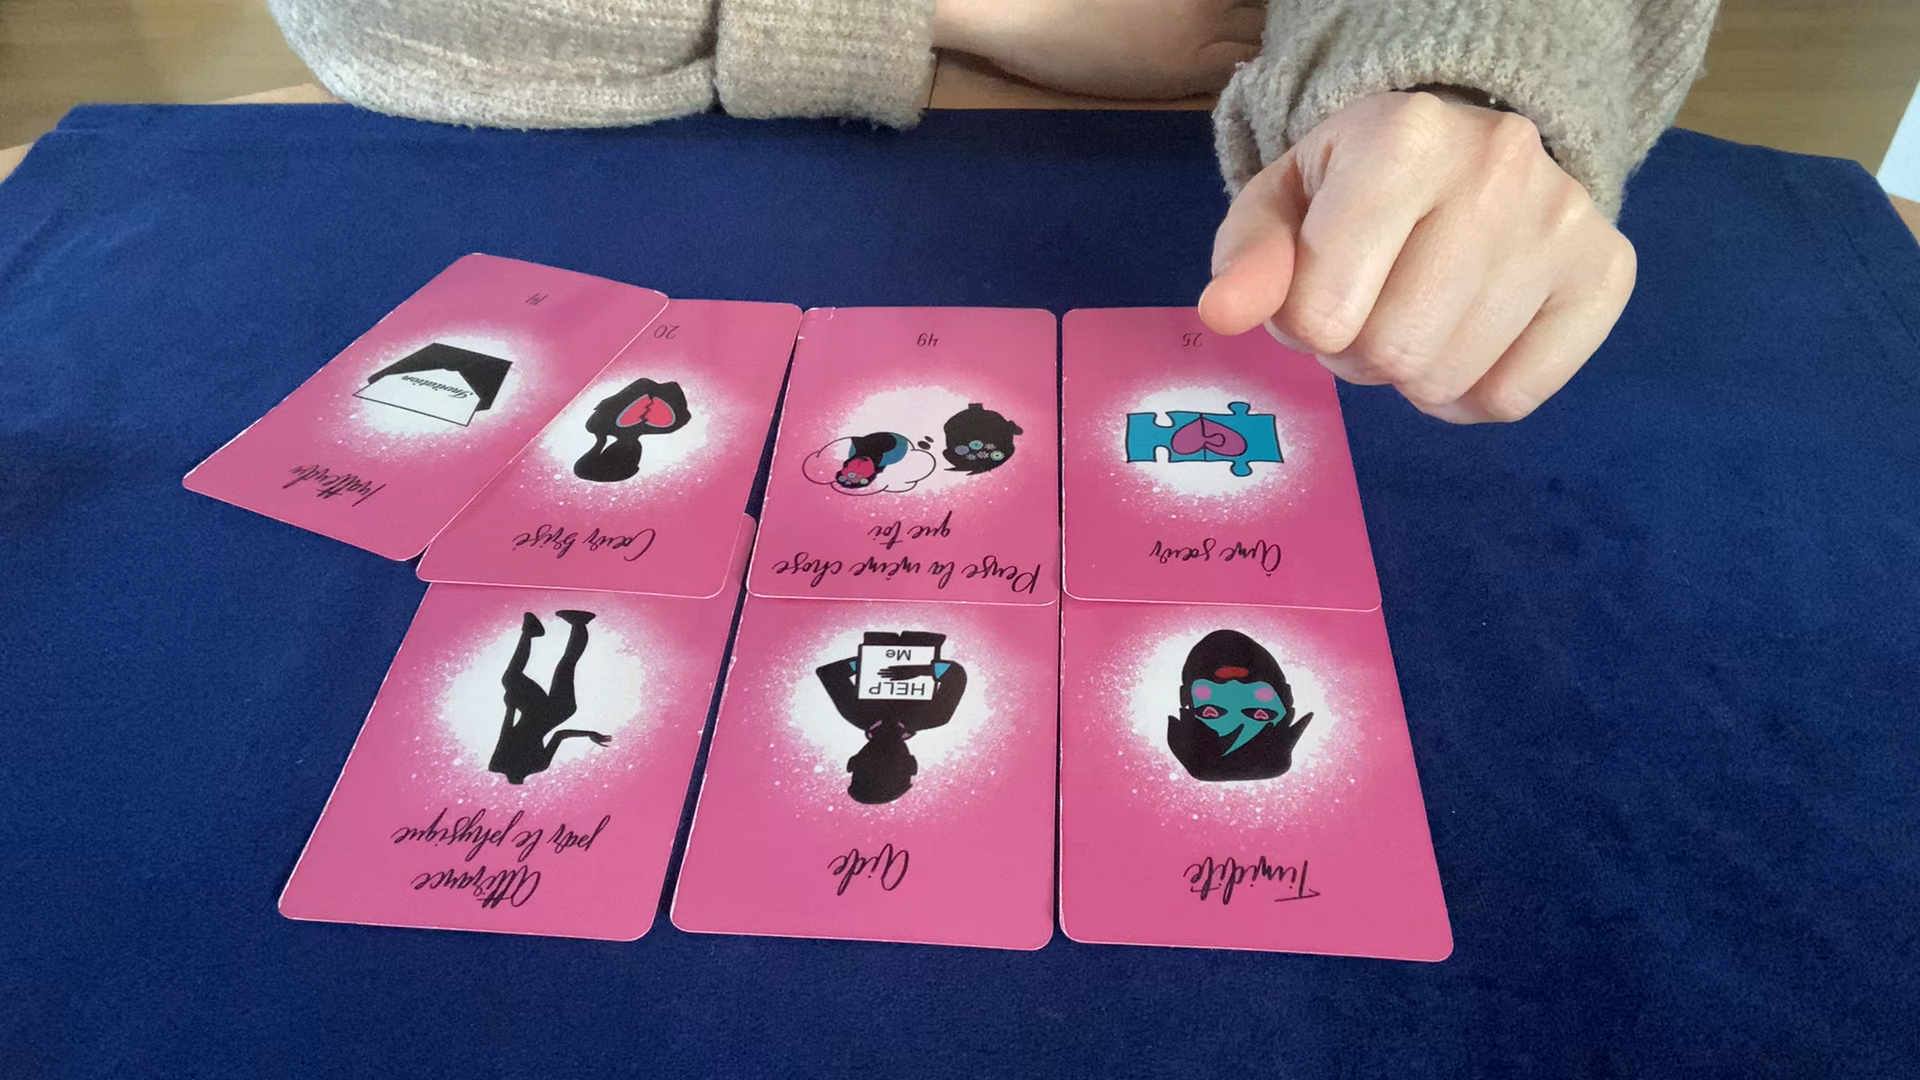 14
Invitation
Inattendu
20
Cœur brisé
49
Pense la même chose
que toi
25
Âme sœur
Attirance
par le physique
HELP
Me
Aide
Timidité